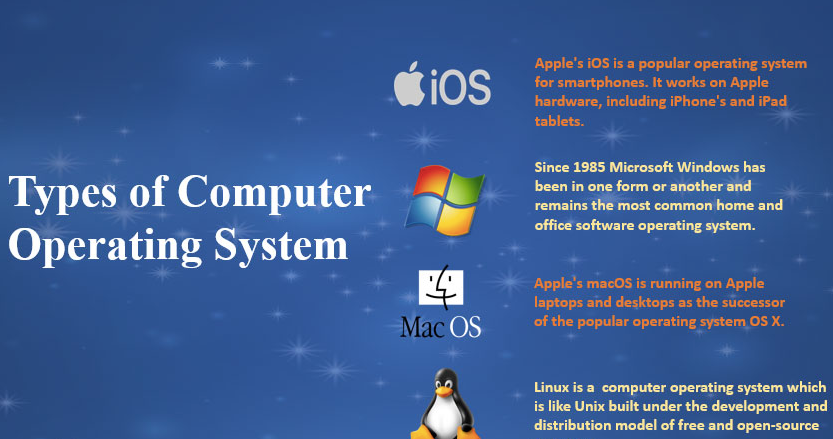 Types of Computer
Operating System
iOS
Apple's iOS is a popular operating system
for smartphones. It works on Apple
hardware, including iPhone's and iPad
tablets.
Since 1985 Microsoft Windows has
been in one form or another and
remains the most common home and
office software operating system.
Mac OS
Apple's macOS is running on Apple
laptops and desktops as the successor
of the popular operating system OS X.
Linux is a  computer operating system which
is like Unix built under the development and
distribution model of free and open-source